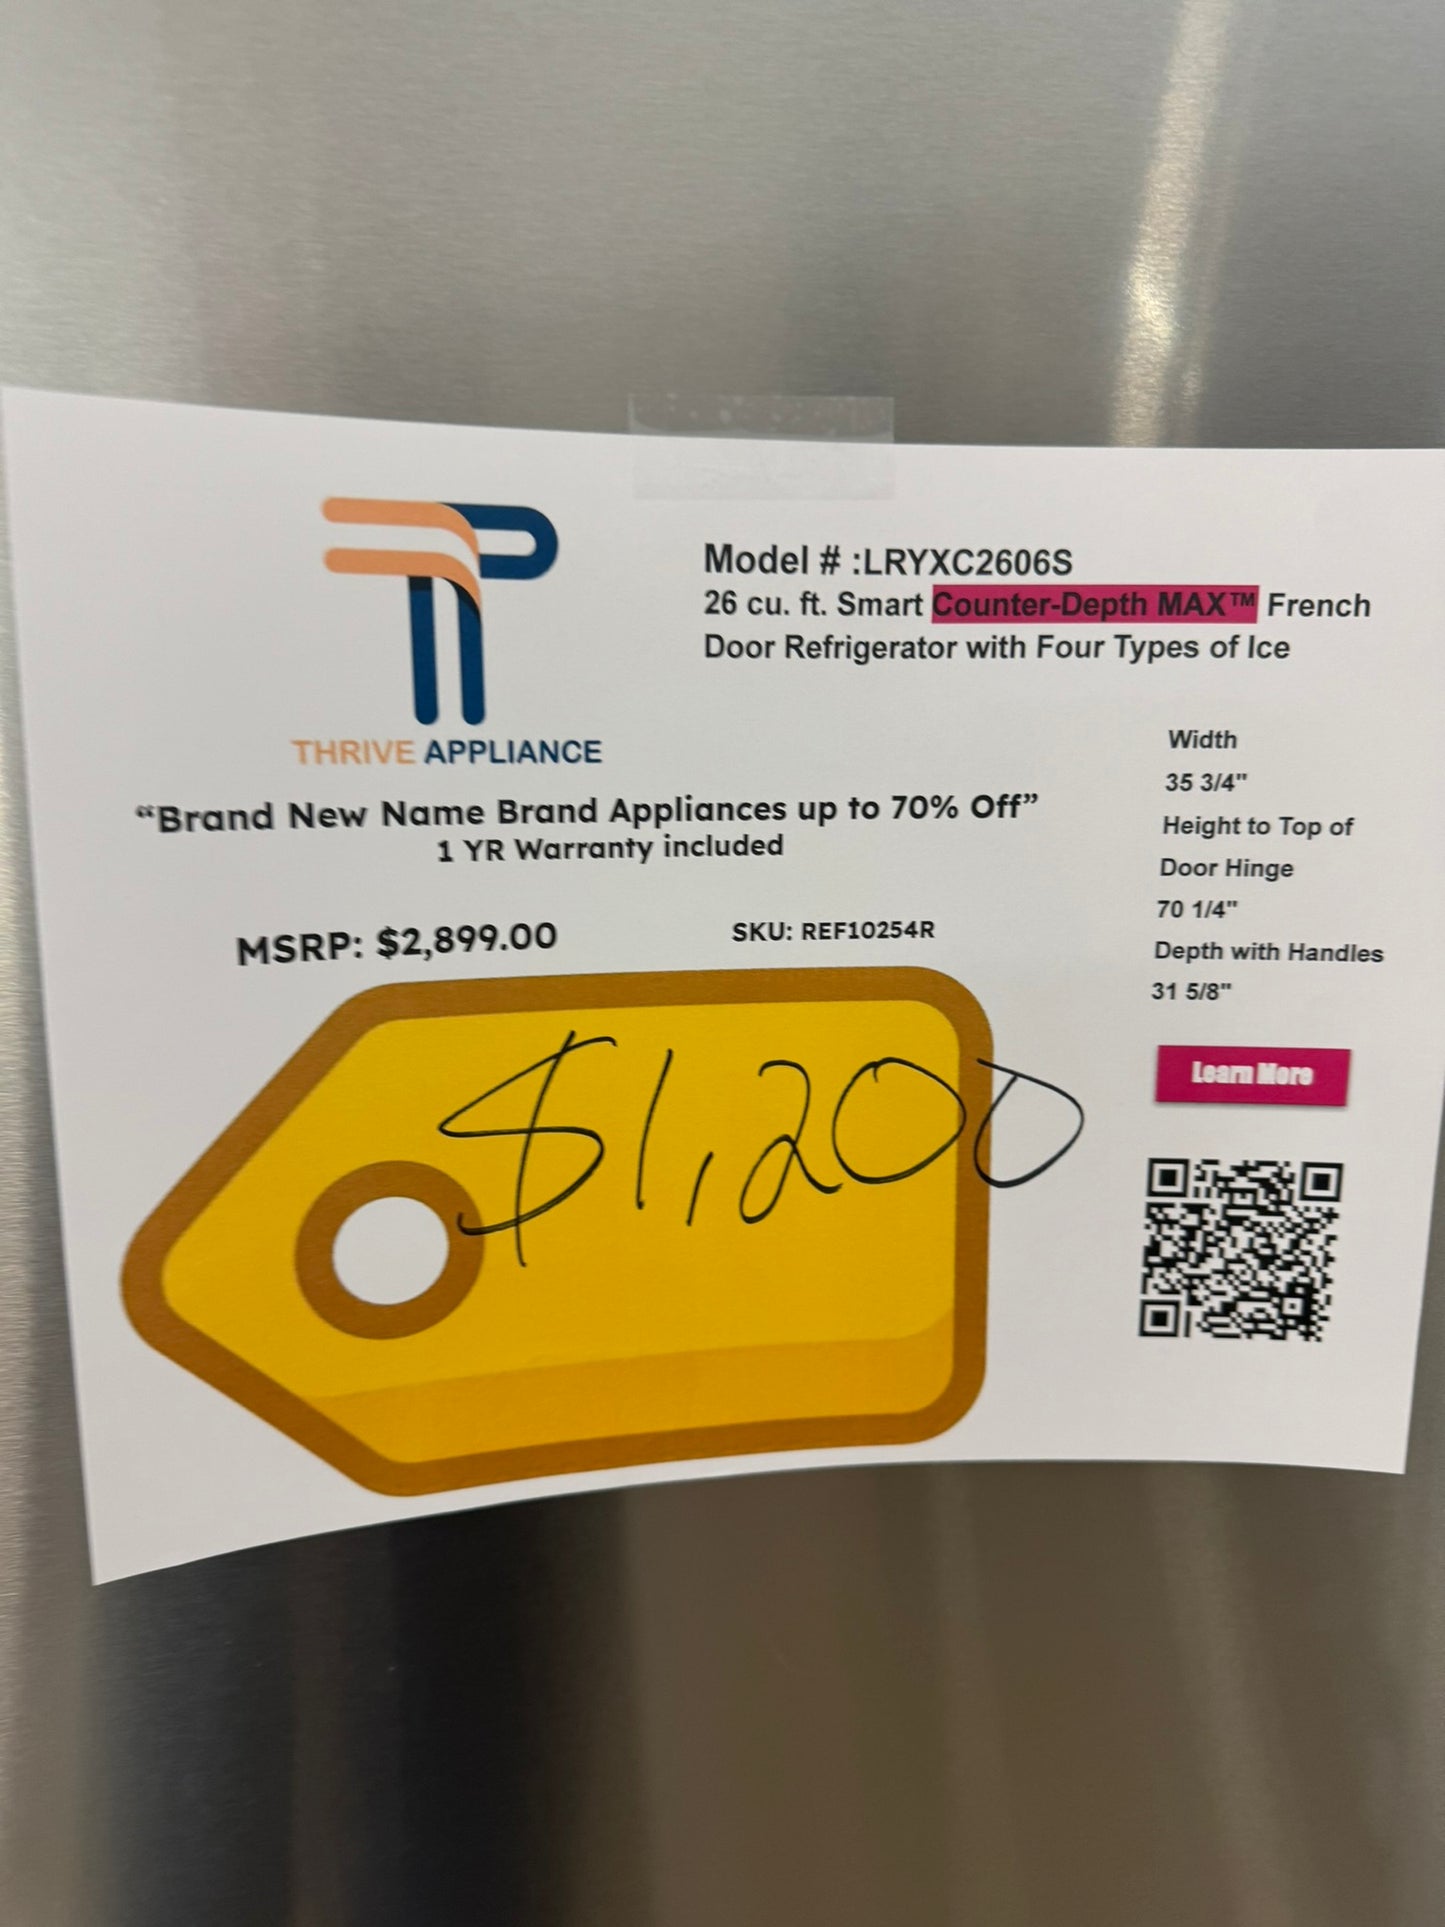 Model # :LRYXC2606S
26 cu. ft. Smart Counter-Depth MAX™ French
Door Refrigerator with Four Types of Ice
THRIVE APPLIANCE
“Brand New Name Brand Appliances up to 70% Off”
1 YR Warranty included
MSRP: $2,899.00
SKU: REF10254R
$1,200
Width
35 3/4"
Height to Top of
Door Hinge
70 1/4"
Depth with Handles
31 5/8"
Learn More